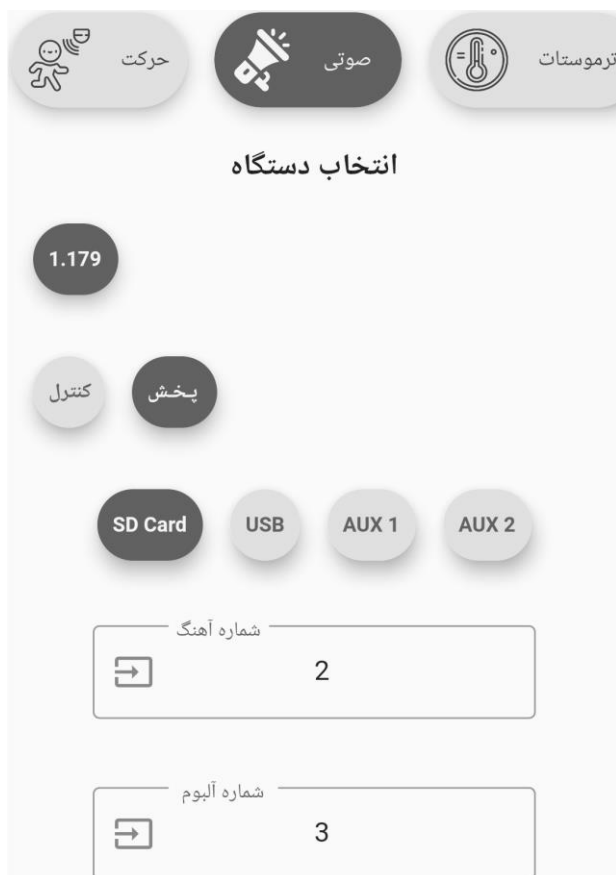 حرکت صوتی ترموستات
انتخاب دستگاه
1.179
کنترل پخش
SD Card USB AUX 1 AUX 2
شماره آهنگ
2
شماره آلبوم
3